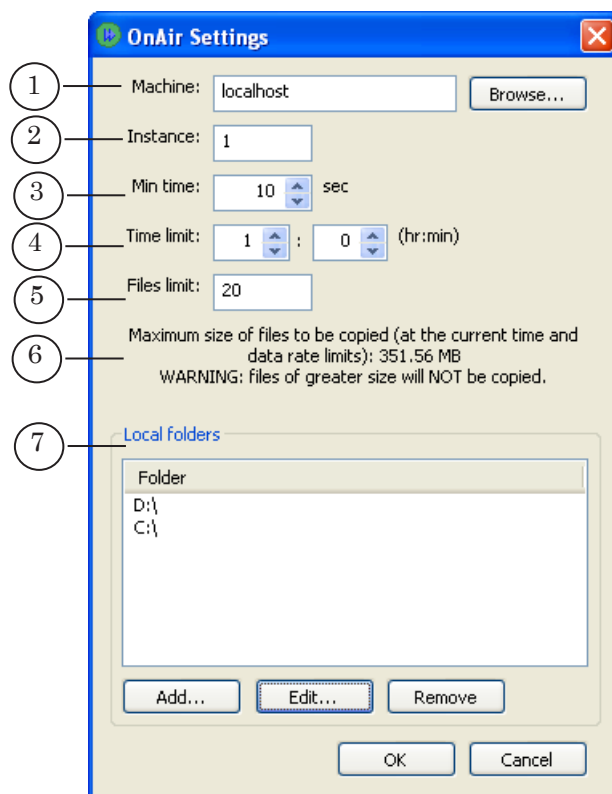 OnAir Settings
1 Machine: localhost Browse...
2 Instance: 1
3 Min time: 10 sec
4 Time limit: 1 : 0 (hr:min)
5 Files limit: 20
Maximum size of files to be copied (at the current time and
6 data rate limits): 351.56 MB
WARNING: files of greater size will NOT be copied.
7 Local folders
Folder
D:\
C:\
Add... Edit... Remove
OK Cancel